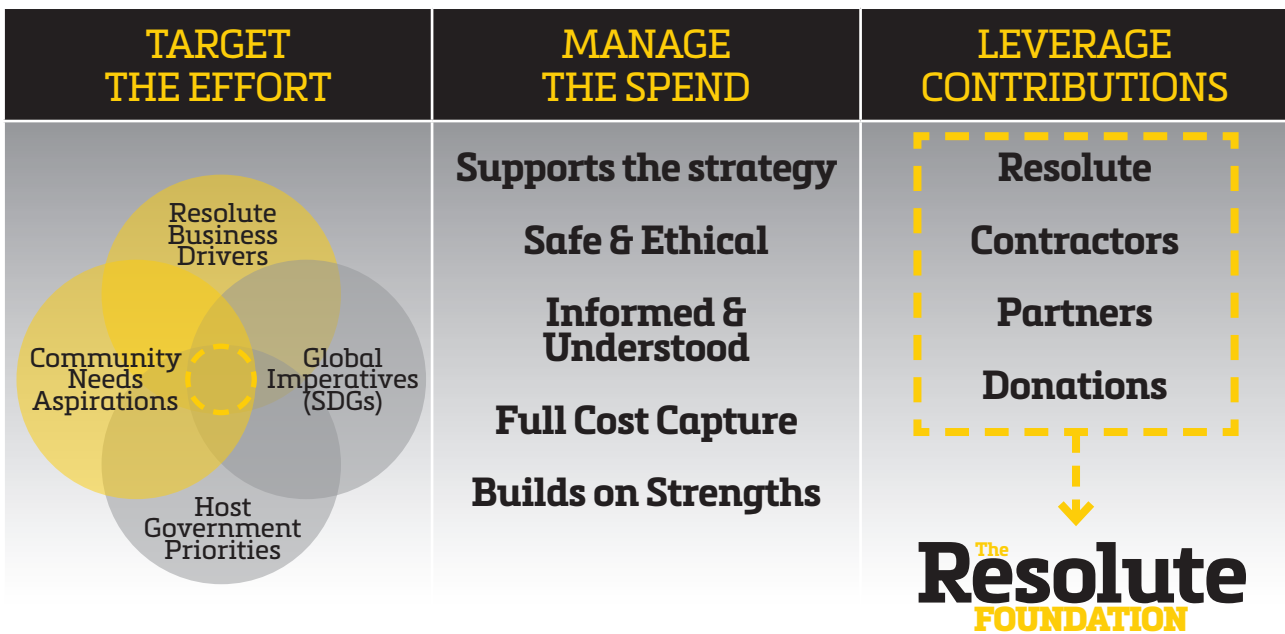 TARGET
THE EFFORT
Resolute
Business
Drivers
Community
Needs
Aspirations
Global
Imperatives
(SDGs)
Host
Government
Priorities
MANAGE
THE SPEND
Supports the strategy
Safe & Ethical
Informed &
Understood
Full Cost Capture
Builds on Strengths
LEVERAGE
CONTRIBUTIONS
Resolute
Contractors
Partners
Donations
The
Resolute
FOUNDATION